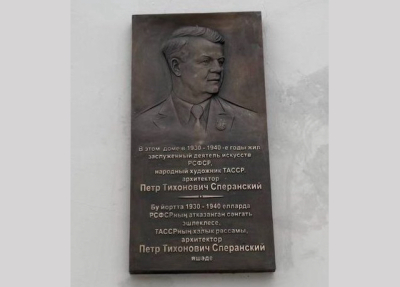 В этом доме в 1930 - 1940-е годы жил
заслуженный деятель искусств
РСФСР,
народный художник ТАССР,
архитектор
Петр Тихонович Сперанский
Бу йортта 1930 - 1940 елларда
РСФСРның атказанган сәнгать
эшлеклесе,
ТАССРның халык рассамы,
архитектор
Петр Тихонович Сперанский
яшәде